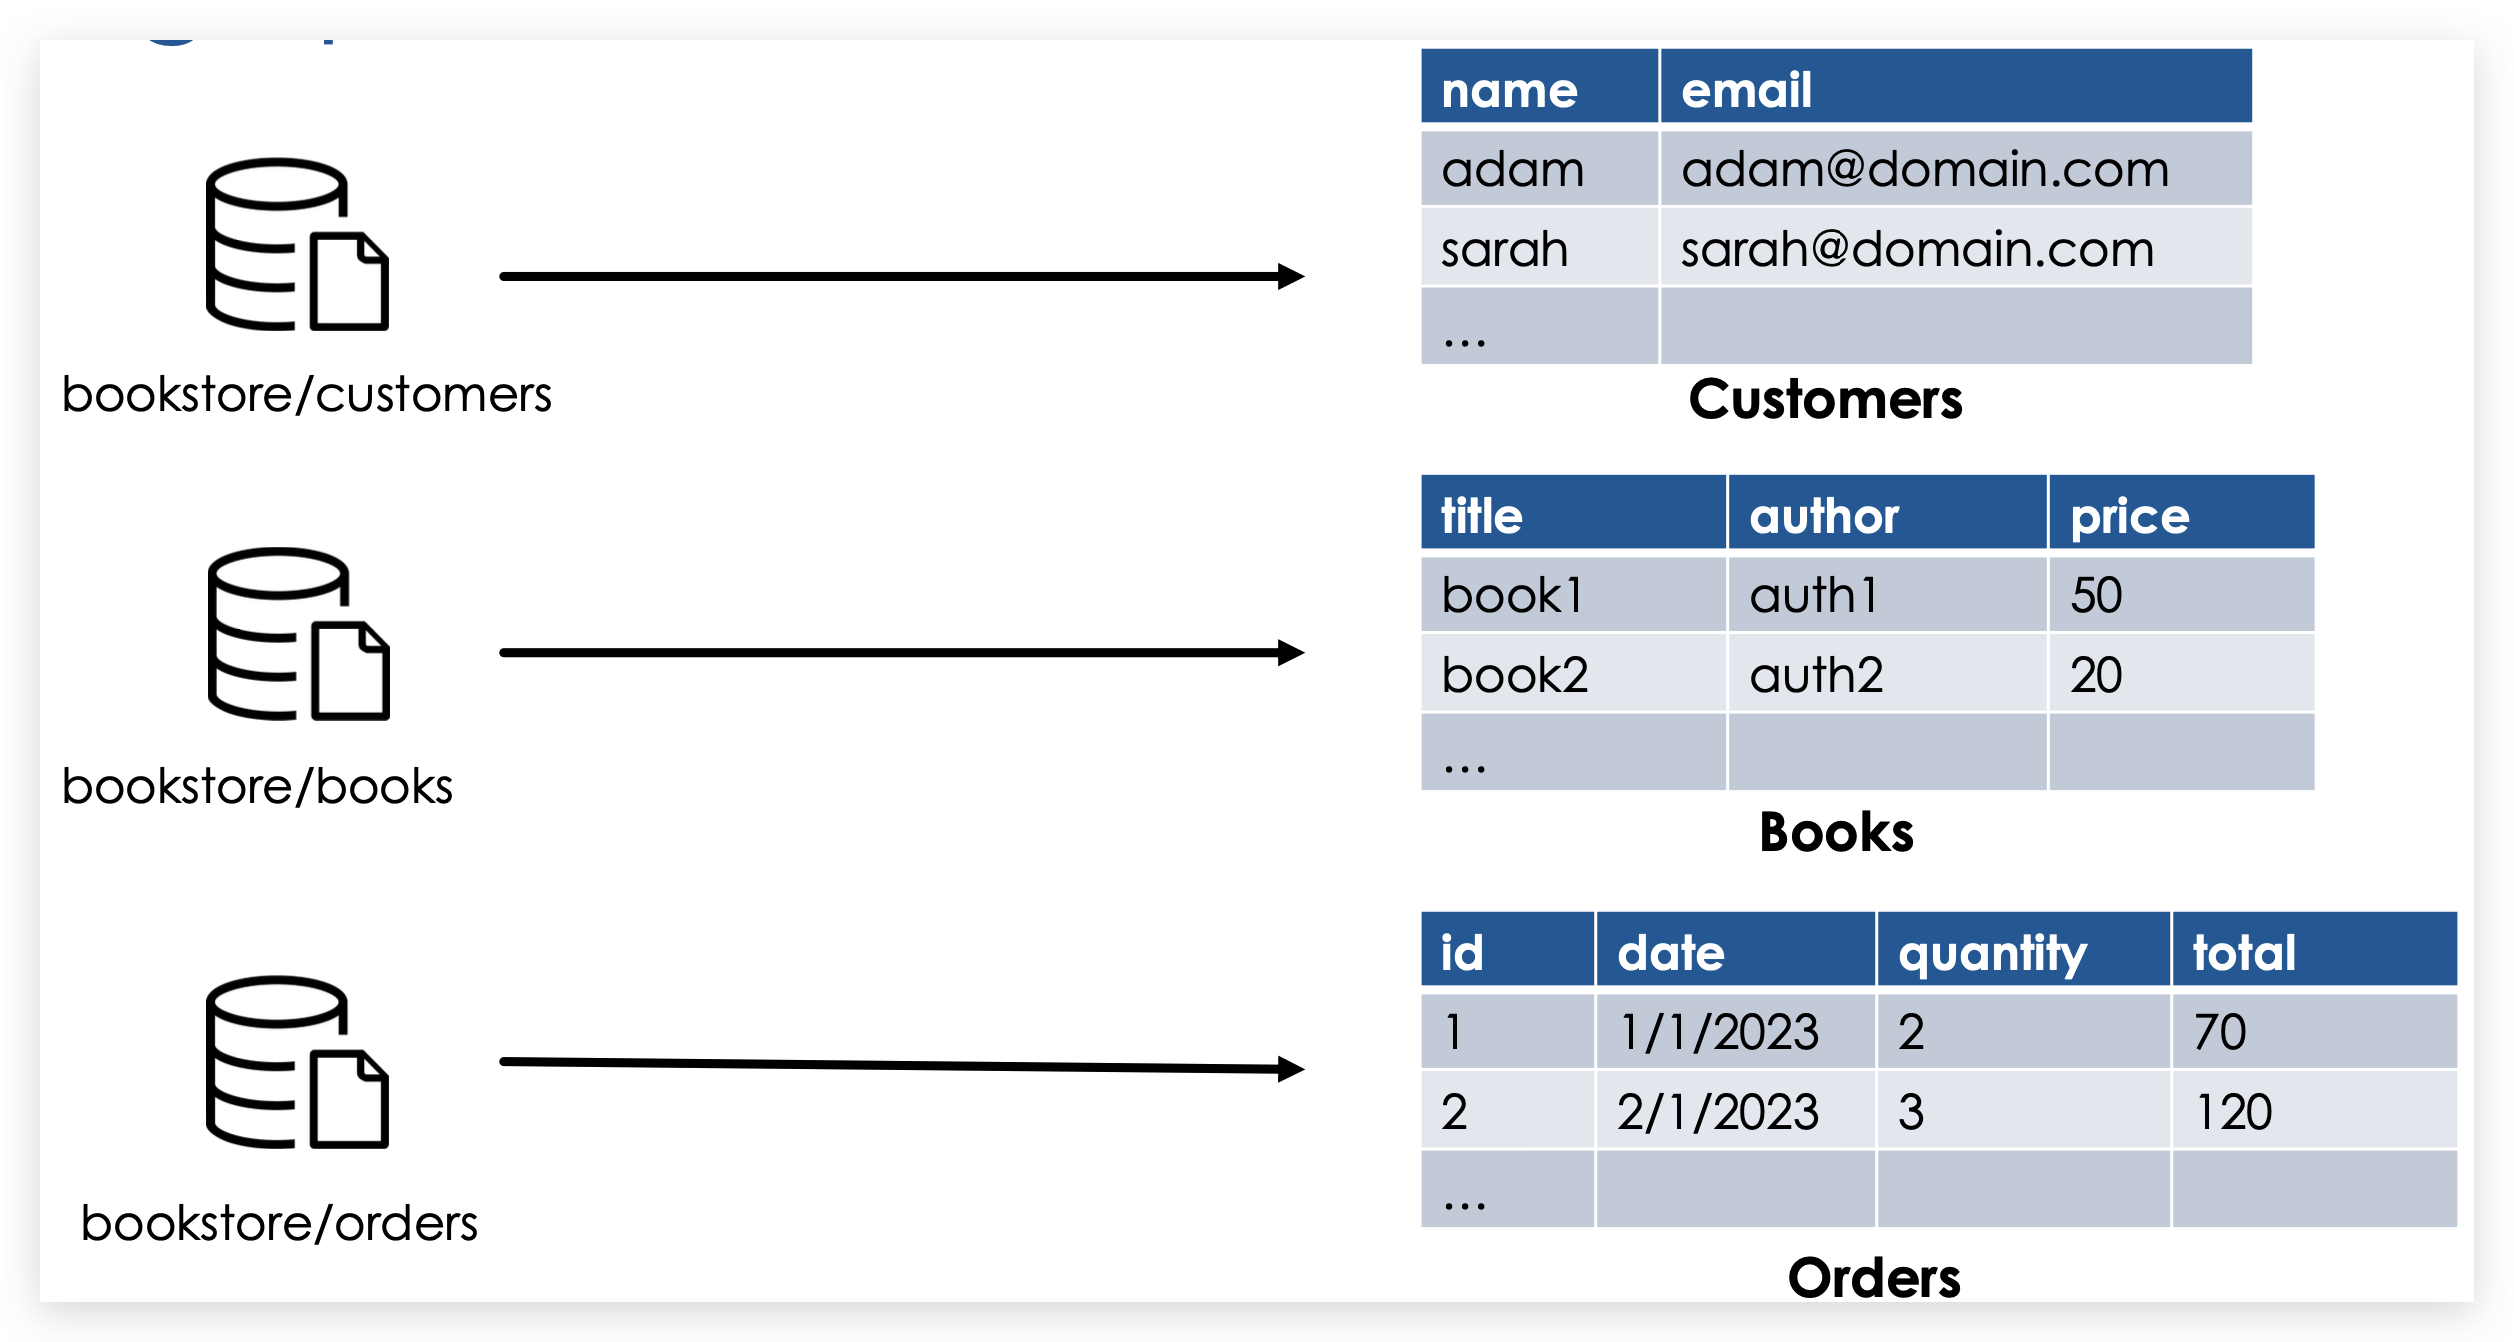 name email
adam adam@domain.com
sarah sarah@domain.com
...
Customers
bookstore/customers
title author price
book1 auth1 50
book2 auth2 20
...
Books
bookstore/books
id date quantity total
1 1/1/2023 2 70
2 2/1/2023 3 120
...
Orders
bookstore/orders